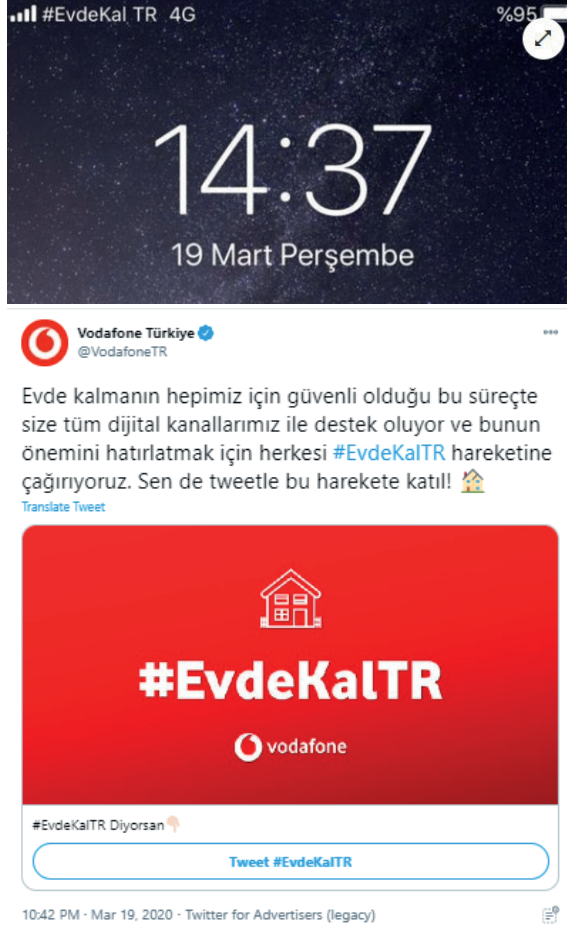 #EvdeKal TR 4G %95
14:37
19 Mart Perşembe
Vodafone Türkiye
@VodafoneTR
Evde kalmanın hepimiz için güvenli olduğu bu süreçte
size tüm dijital kanallarımız ile destek oluyor ve bunun
önemini hatırlatmak için herkesi #EvdeKalTR hareketine
çağırıyoruz. Sen de tweetle bu harekete katıl! 🏠
Translate Tweet
#EvdeKalTR
vodafone
#EvdeKalTR Diyorsan👇🏻
Tweet #EvdeKalTR
10:42 PM · Mar 19, 2020 · Twitter for Advertisers (legacy)